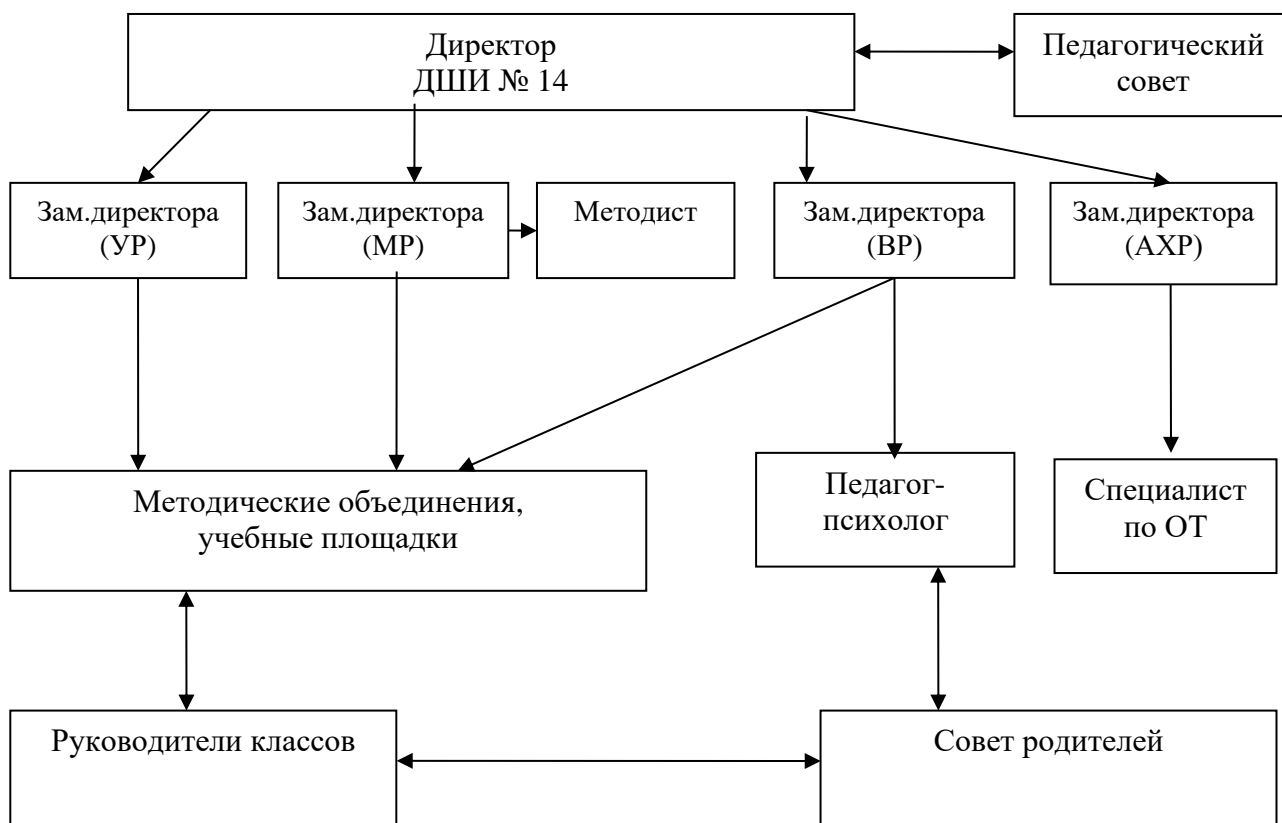 Директор
ДШИ № 14
Педагогический
совет
Зам.директора
(УР)
Зам.директора
(МР)
Методист
Зам.директора
(ВР)
Зам.директора
(АХР)
Методические объединения,
учебные площадки
Педагог-
психолог
Специалист
по ОТ
Руководители классов
Совет родителей